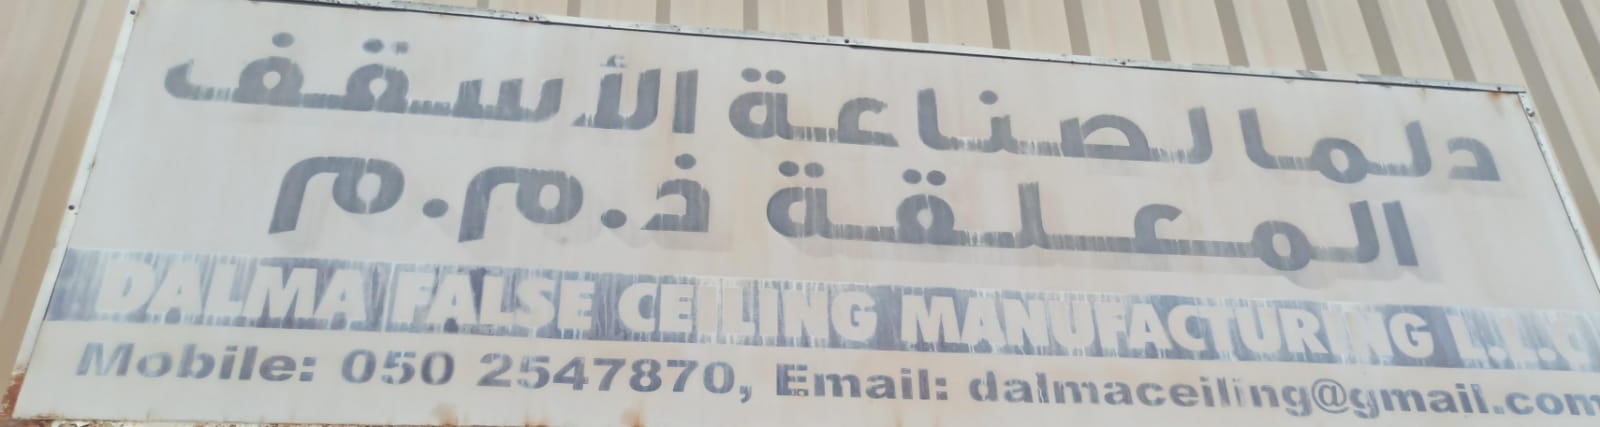 دلما لصناعة الأسقف
المعلقة ذ.م.م
DALMA FALSE CEILING MANUFACTURING L.L.C
Mobile: 050 2547870, Email: dalmaceiling@gmail.com